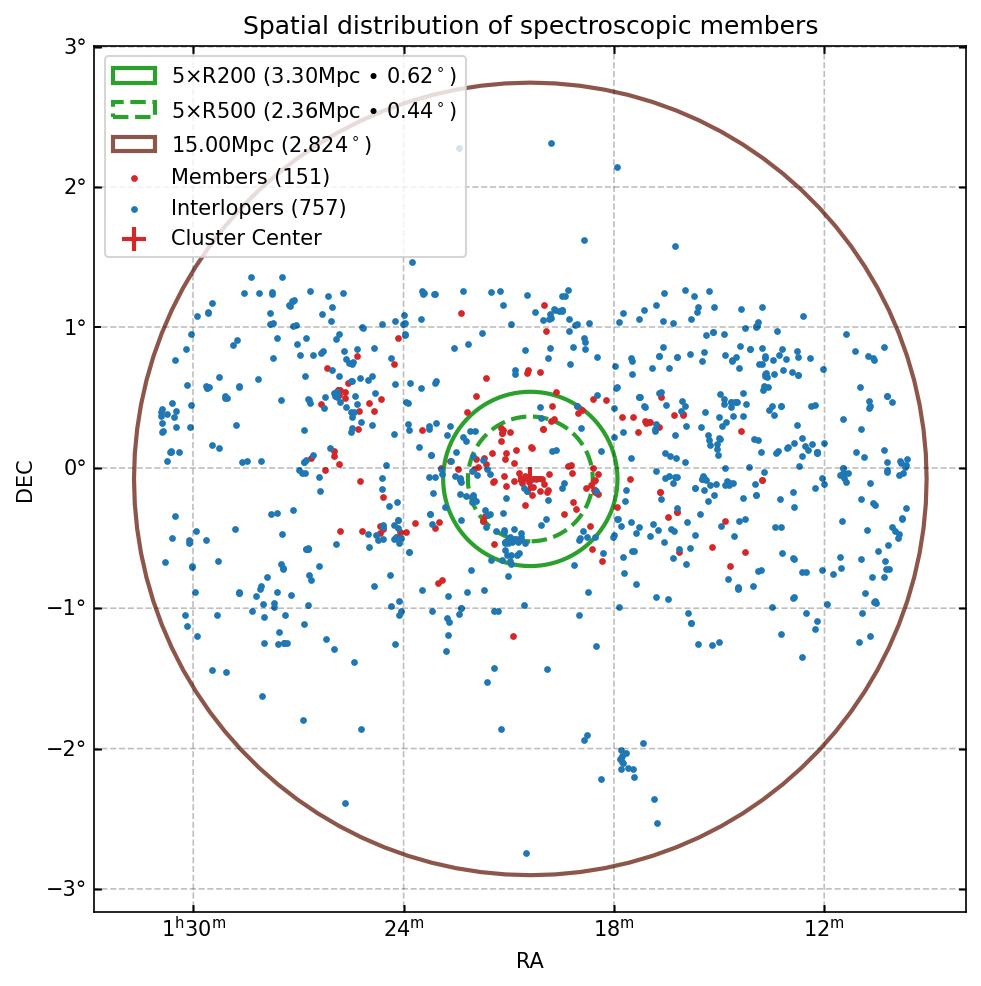 Spatial distribution of spectroscopic members
5×R200 (3.30Mpc • 0.62°)
5×R500 (2.36Mpc • 0.44°)
15.00Mpc (2.824°)
Members (151)
Interlopers (757)
Cluster Center
3°
2°
1°
0°
−1°
−2°
−3°
DEC
1ʰ30ᵐ 24ᵐ 18ᵐ 12ᵐ
RA